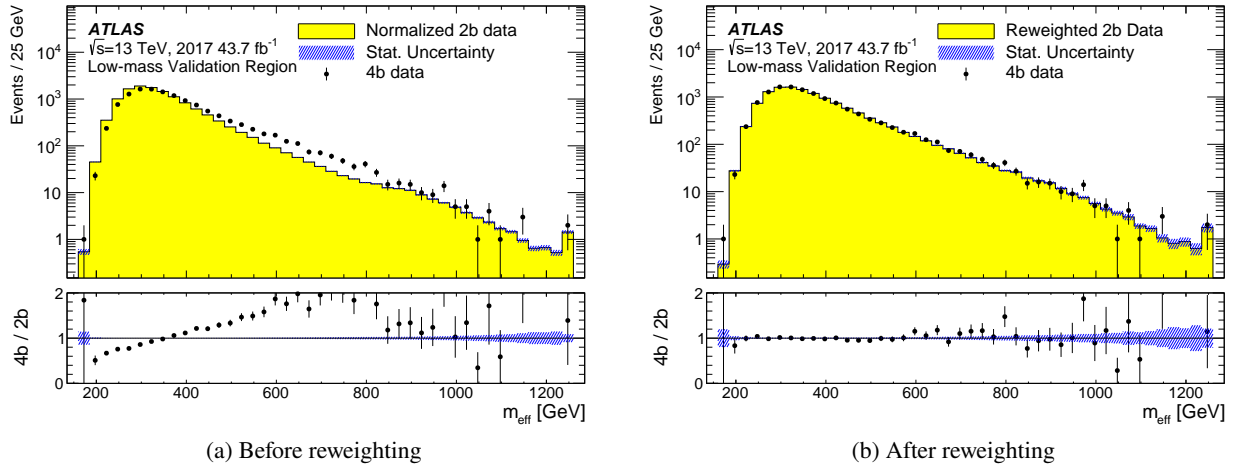 ATLAS
√s=13 TeV, 2017 43.7 fb⁻¹
Low-mass Validation Region
Normalized 2b data
Stat. Uncertainty
4b data
Events / 25 GeV
10⁴
10³
10²
10
1
4b / 2b
2
1
0
200 400 600 800 1000 1200
m_eff [GeV]
(a) Before reweighting
ATLAS
√s=13 TeV, 2017 43.7 fb⁻¹
Low-mass Validation Region
Reweighted 2b Data
Stat. Uncertainty
4b data
Events / 25 GeV
10⁴
10³
10²
10
1
4b / 2b
2
1
0
200 400 600 800 1000 1200
m_eff [GeV]
(b) After reweighting